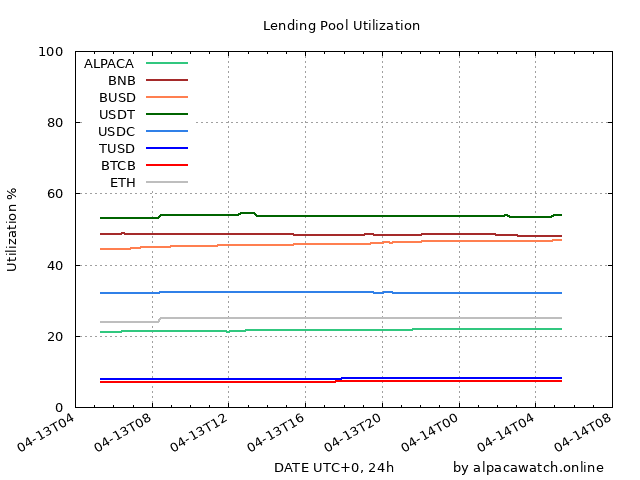 Lending Pool Utilization
100
80
60
40
20
0
Utilization %
ALPACA
BNB
BUSD
USDT
USDC
TUSD
BTCB
ETH
04-13T04
04-13T08
04-13T12
04-13T16
04-13T20
04-14T00
04-14T04
04-14T08
DATE UTC+0, 24h
by alpacawatch.online